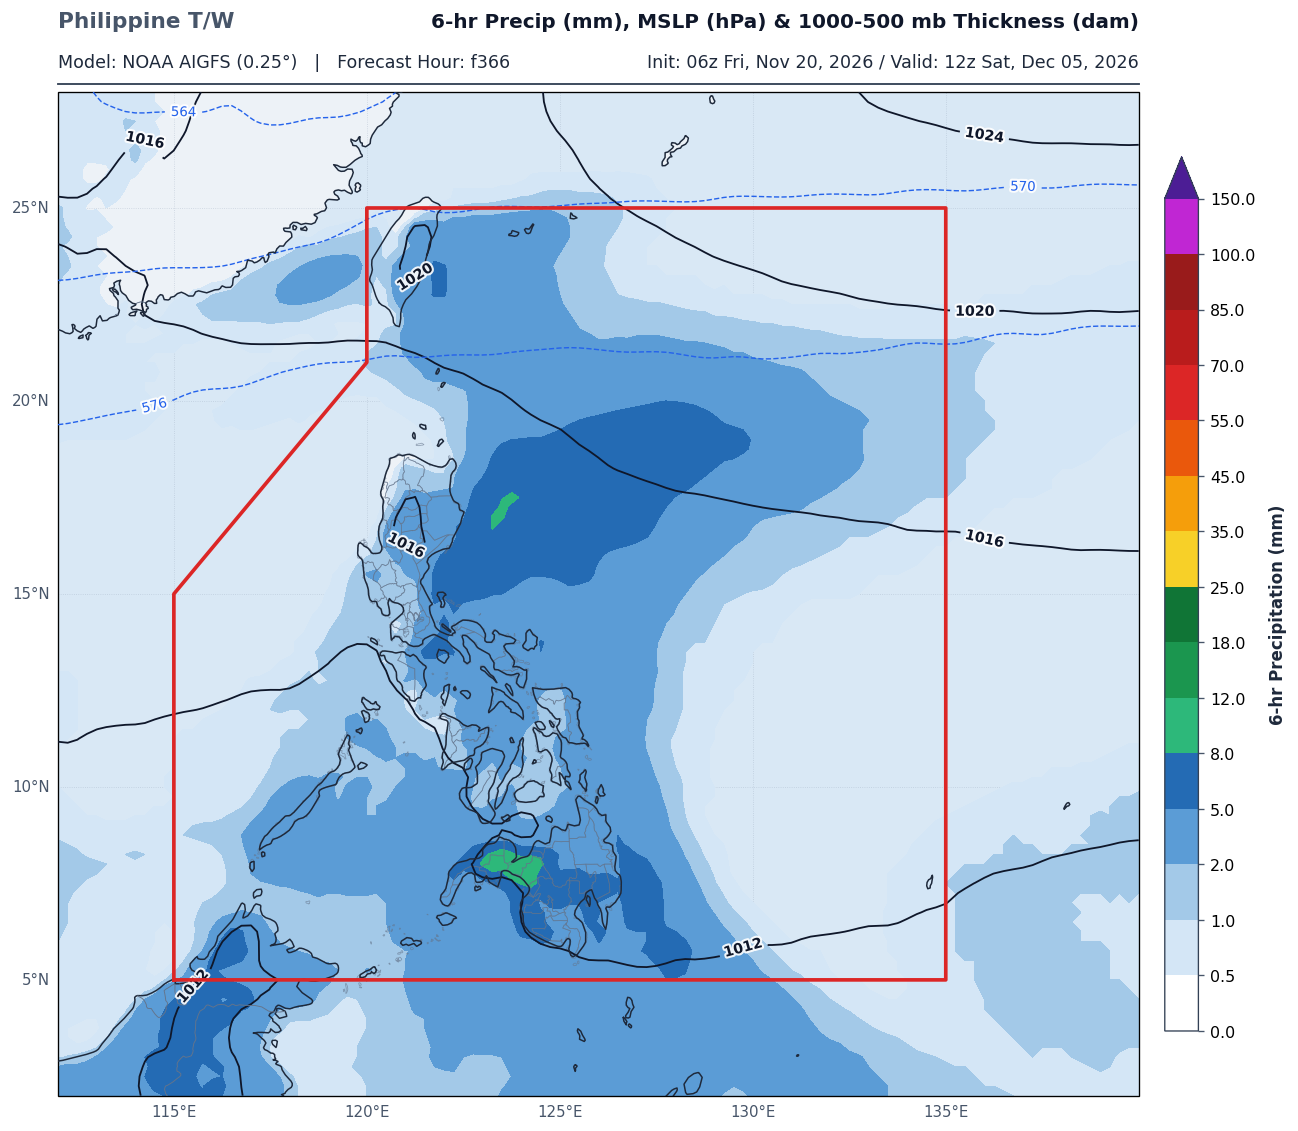 Philippine T/W
6-hr Precip (mm), MSLP (hPa) & 1000-500 mb Thickness (dam)
Model: NOAA AIGFS (0.25°) | Forecast Hour: f366
Init: 06z Fri, Nov 20, 2026 / Valid: 12z Sat, Dec 05, 2026
564
1016
1024
570
25°N
1020
1020
576
20°N
1016
1016
15°N
10°N
1012
1012
5°N
115°E
120°E
125°E
130°E
135°E
150.0
100.0
85.0
70.0
55.0
45.0
35.0
25.0
18.0
12.0
8.0
5.0
2.0
1.0
0.5
0.0
6-hr Precipitation (mm)